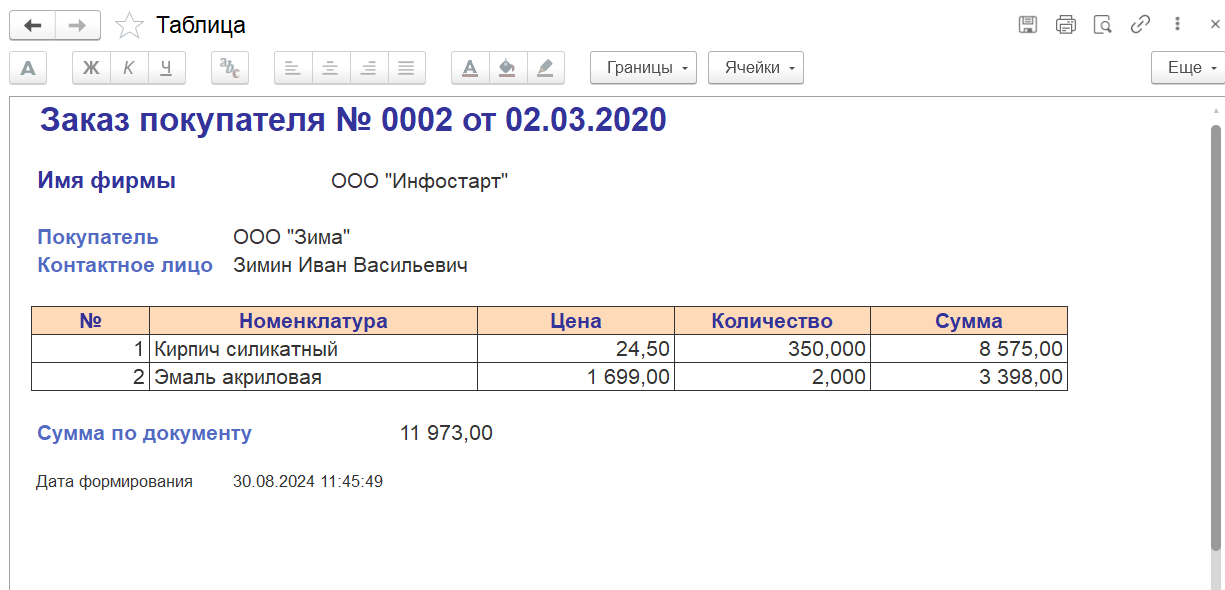 Таблица
А Ж К Ч abc А Границы Ячейки Еще
Заказ покупателя № 0002 от 02.03.2020
Имя фирмы ООО "Инфостарт"
Покупатель ООО "Зима"
Контактное лицо Зимин Иван Васильевич
№ Номенклатура Цена Количество Сумма
1 Кирпич силикатный 24,50 350,000 8 575,00
2 Эмаль акриловая 1 699,00 2,000 3 398,00
Сумма по документу 11 973,00
Дата формирования 30.08.2024 11:45:49